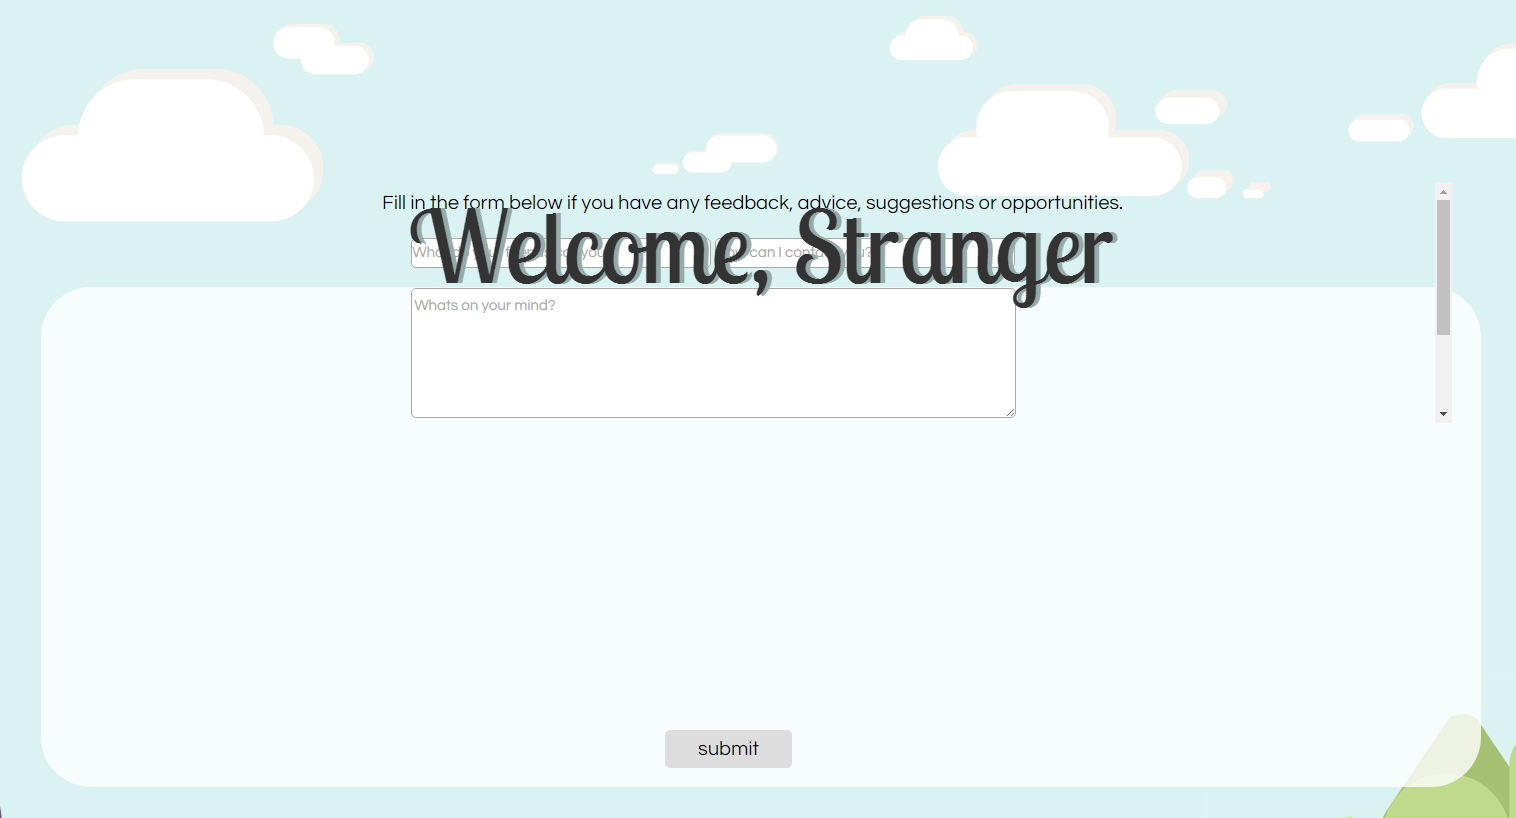 Fill in the form below if you have any feedback, advice, suggestions or opportunities.
Welcome, Stranger
can I
Whats on your mind?
submit